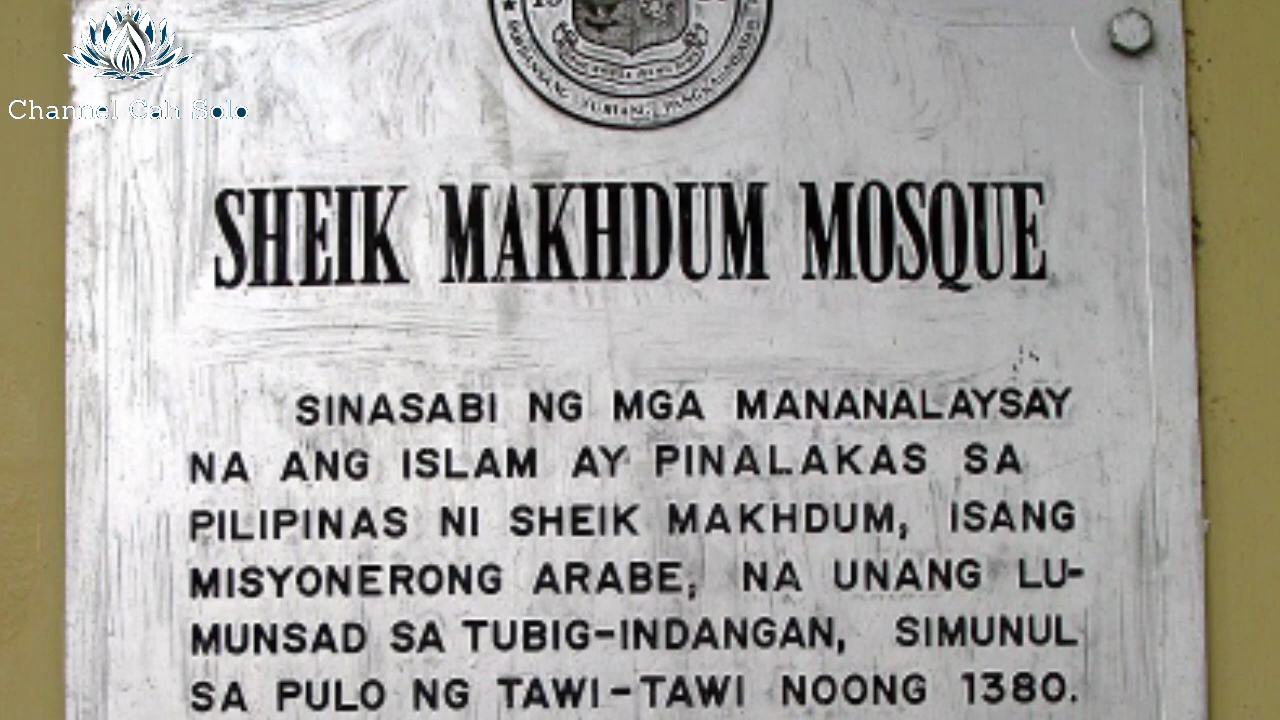 Channel Cah Solo
SHEIK MAKHDUM MOSQUE
SINASABI NG MGA MANANALAYSAY
NA ANG ISLAM AY PINALAKAS SA
PILIPINAS NI SHEIK MAKHDUM, ISANG
MISYONERONG ARABE, NA UNANG LU-
MUNSAD SA TUBIG-INDANGAN, SIMUNUL
SA PULO NG TAWI-TAWI NOONG 1380.